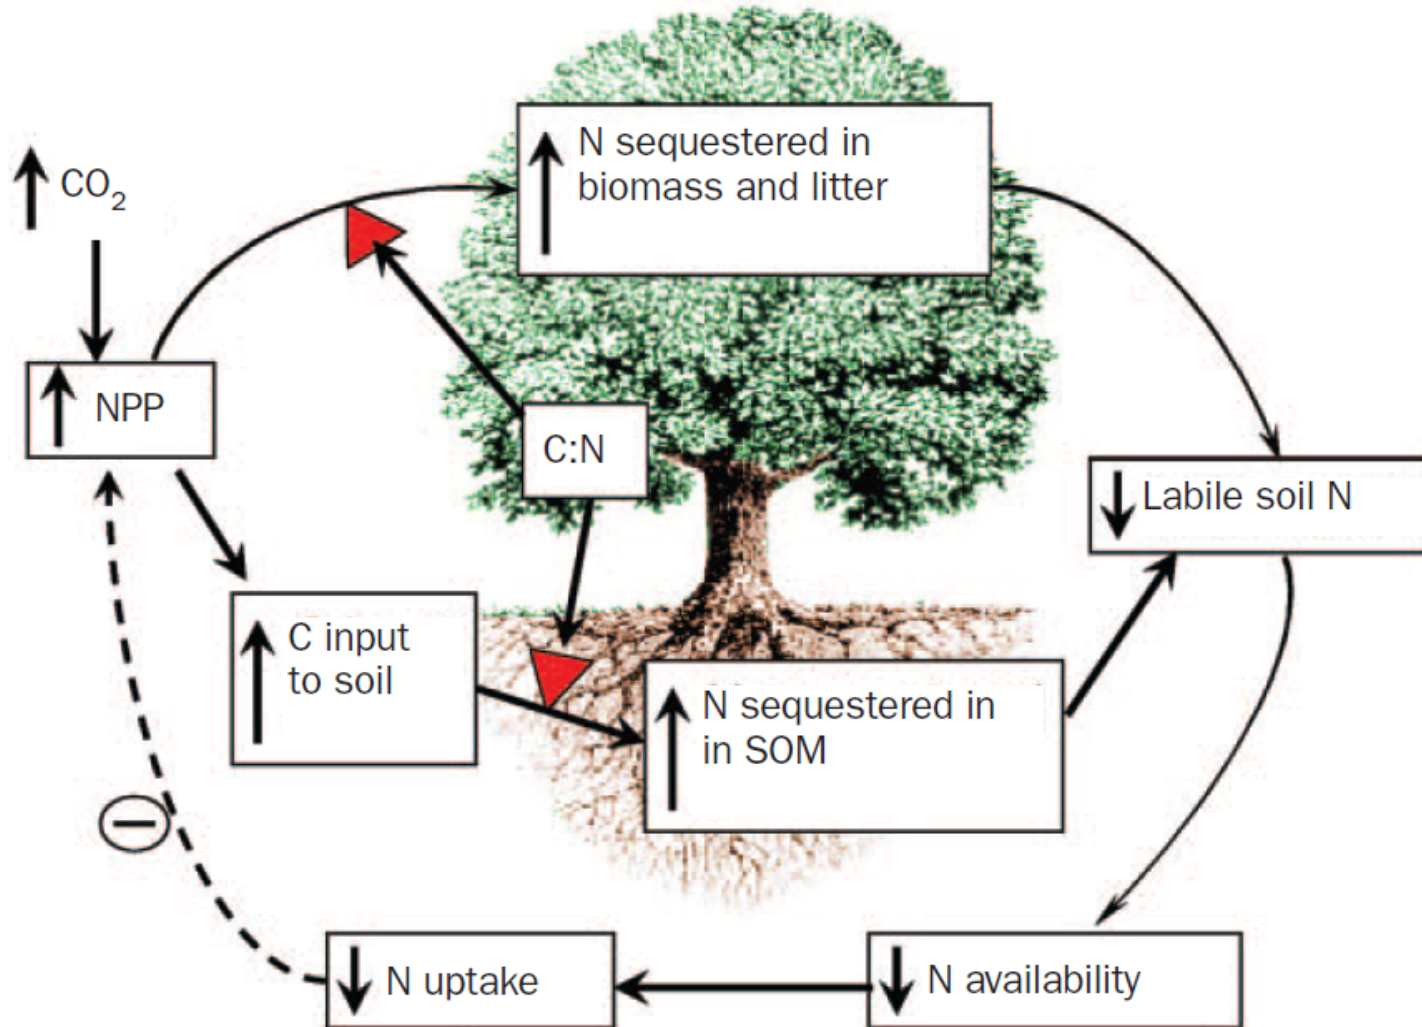 N sequestered in
biomass and litter
CO₂
NPP
C:N
Labile soil N
C input
to soil
N sequestered in
in SOM
N uptake
N availability